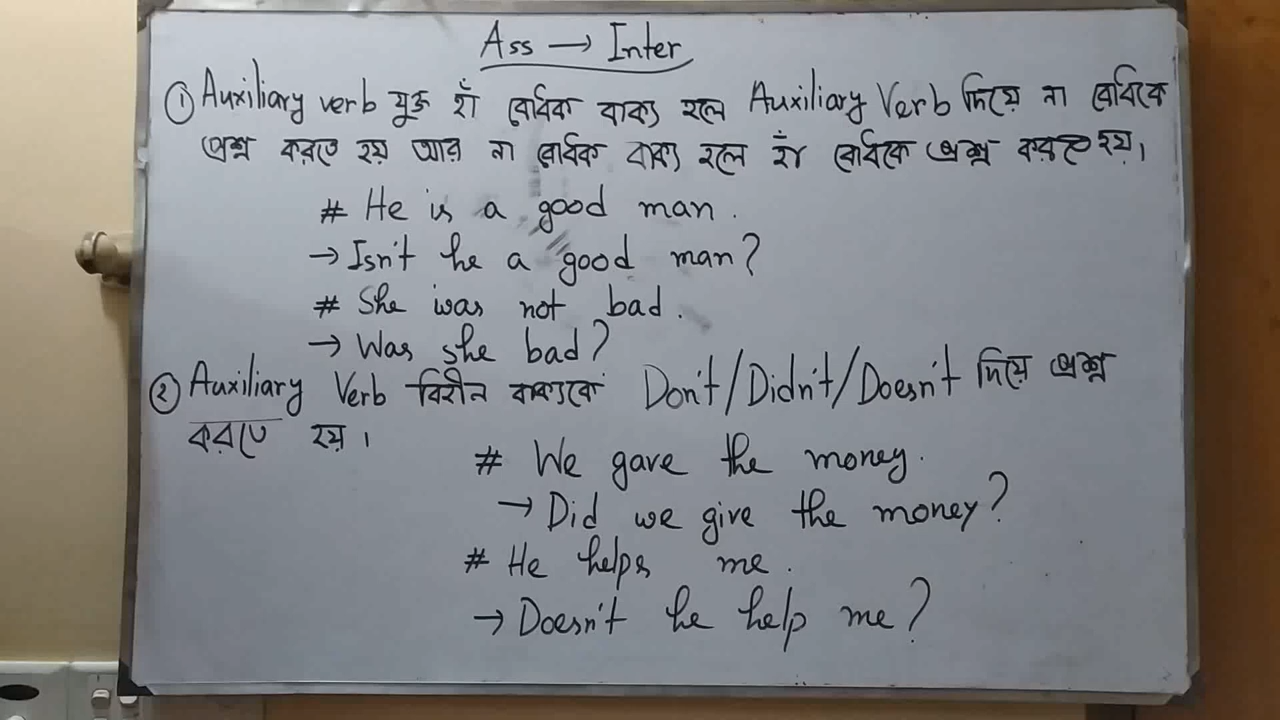 Ass → Inter
① Auxiliary verb যুক্ত হাঁ বোধক বাক্য হলে Auxiliary Verb দিয়ে না বোধকে
প্রশ্ন করতে হয় আর না বোধক বাক্য হলে হাঁ বোধকে প্রশ্ন করতে হয়।
# He is a good man.
→ Isn't he a good man?
# She was not bad.
→ Was she bad?
② Auxiliary Verb বিহীন বাক্যকে Don't/Didn't/Doesn't দিয়ে প্রশ্ন
করতে হয়।
# We gave the money.
→ Did we give the money?
# He helps me.
→ Doesn't he help me?